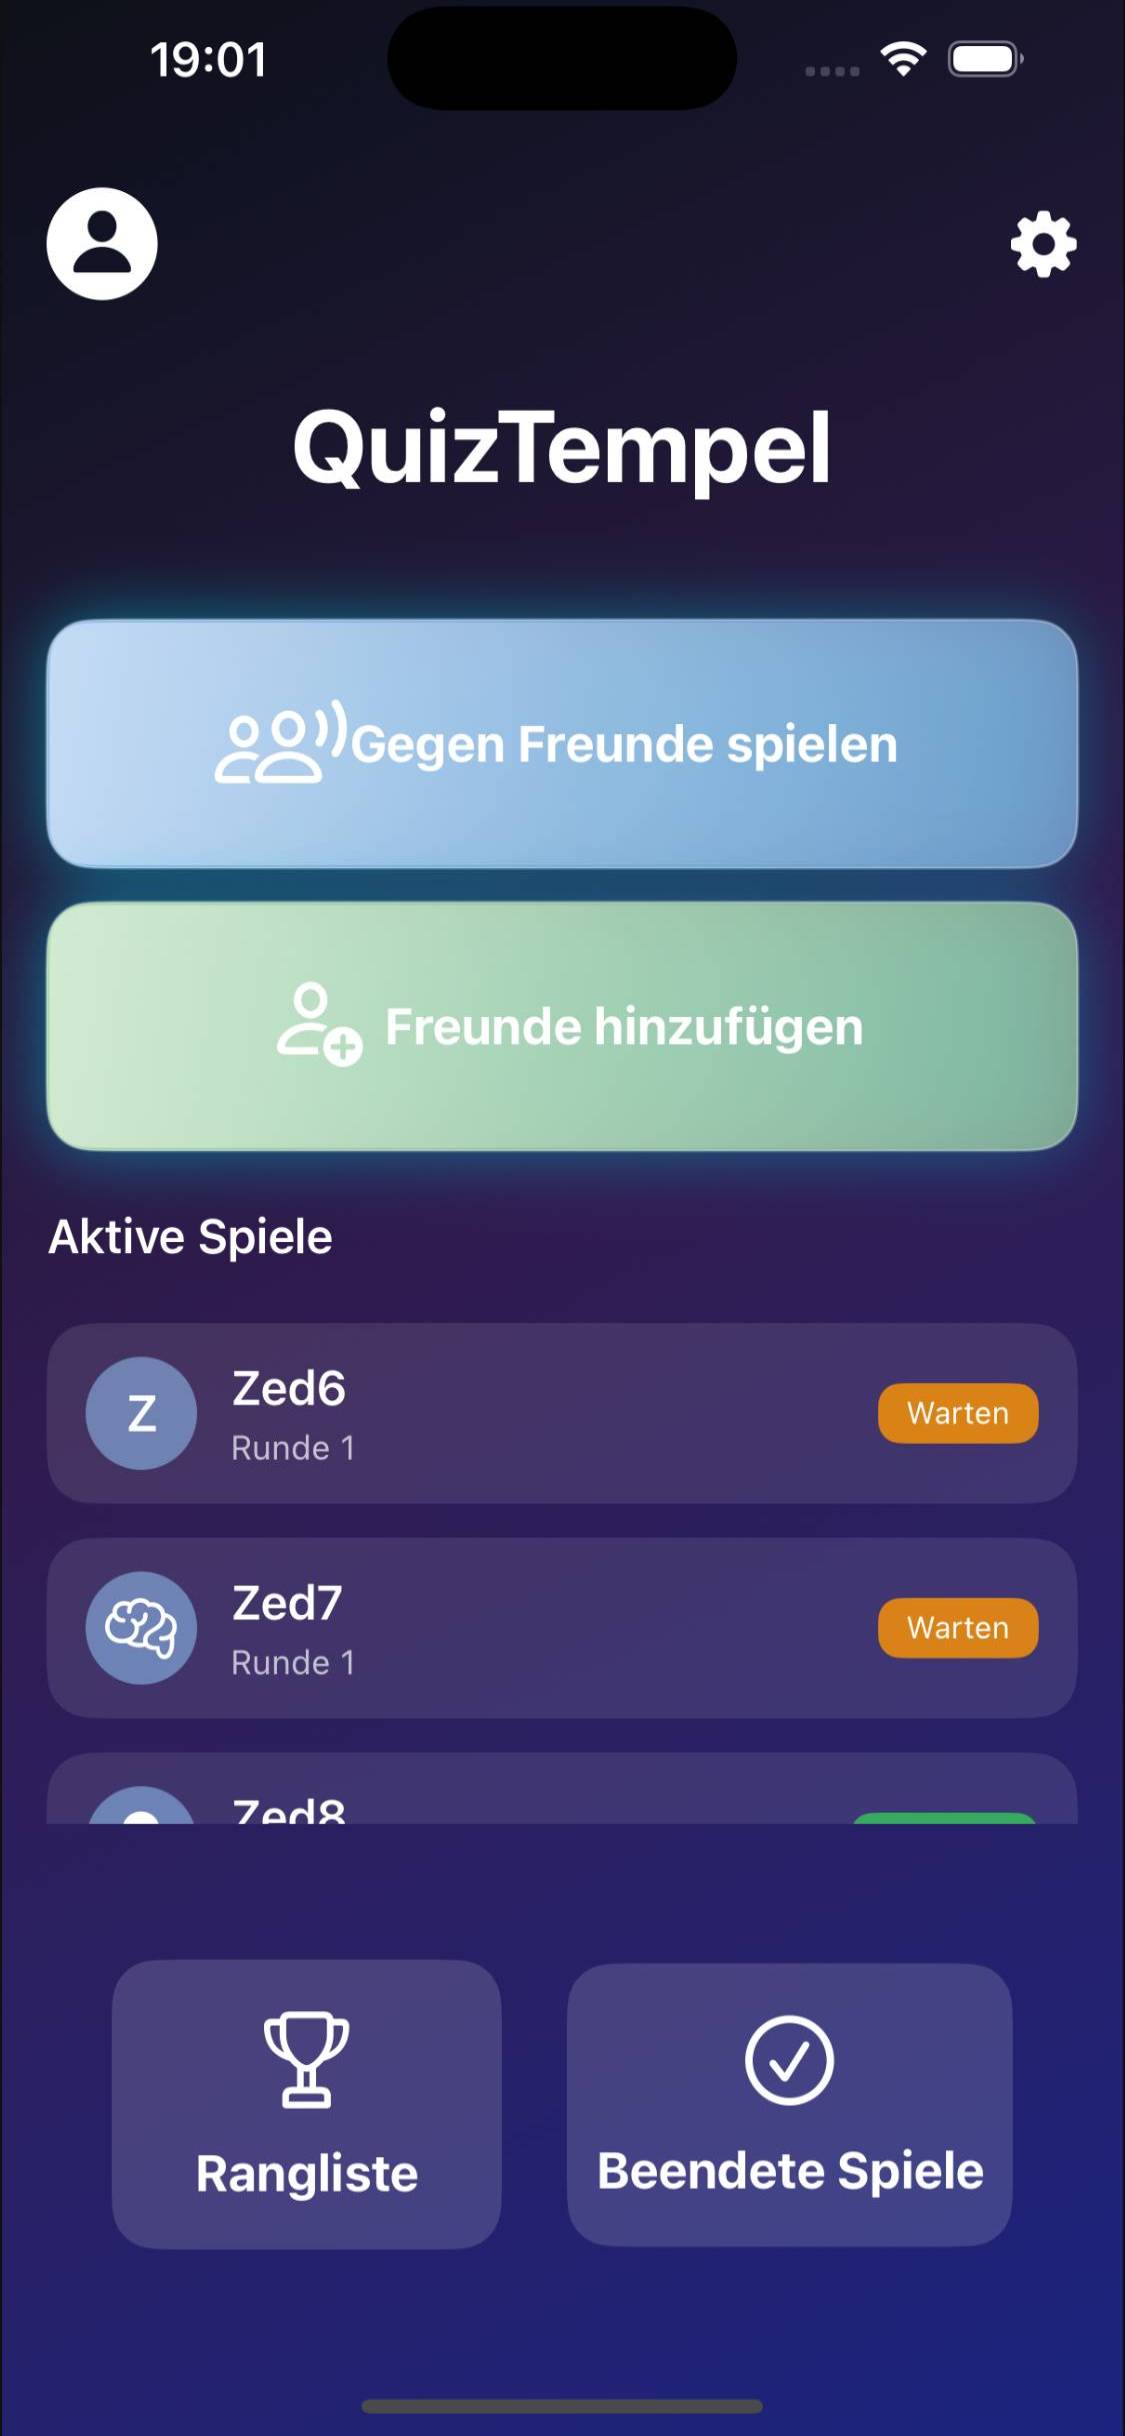 19:01
QuizTempel
Gegen Freunde spielen
Freunde hinzufügen
Aktive Spiele
Z
Zed6
Runde 1
Warten
Zed7
Runde 1
Warten
Zed8
Rangliste
Beendete Spiele